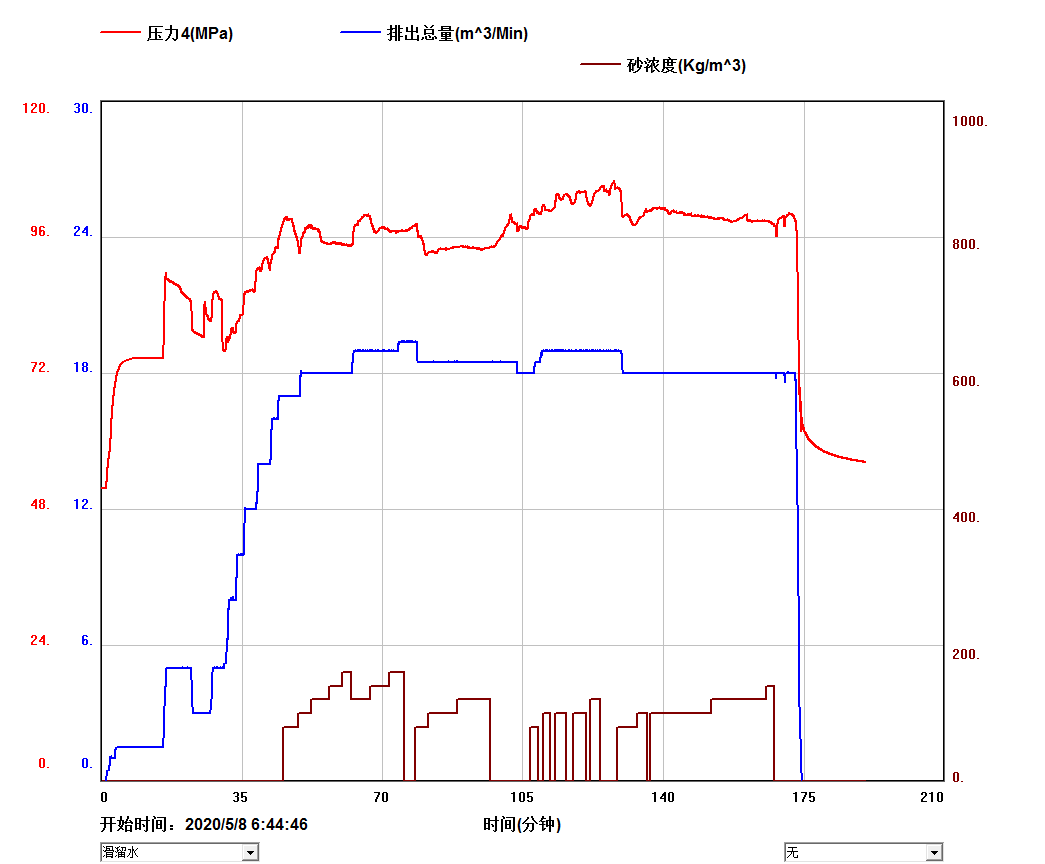 压力4(MPa) 排出总量(m^3/Min)
砂浓度(Kg/m^3)
120. 30. 1000.
96. 24. 800.
72. 18. 600.
48. 12. 400.
24. 6. 200.
0. 0. 0.
0 35 70 105 140 175 210
开始时间：2020/5/8 6:44:46 时间(分钟)
滑溜水 无